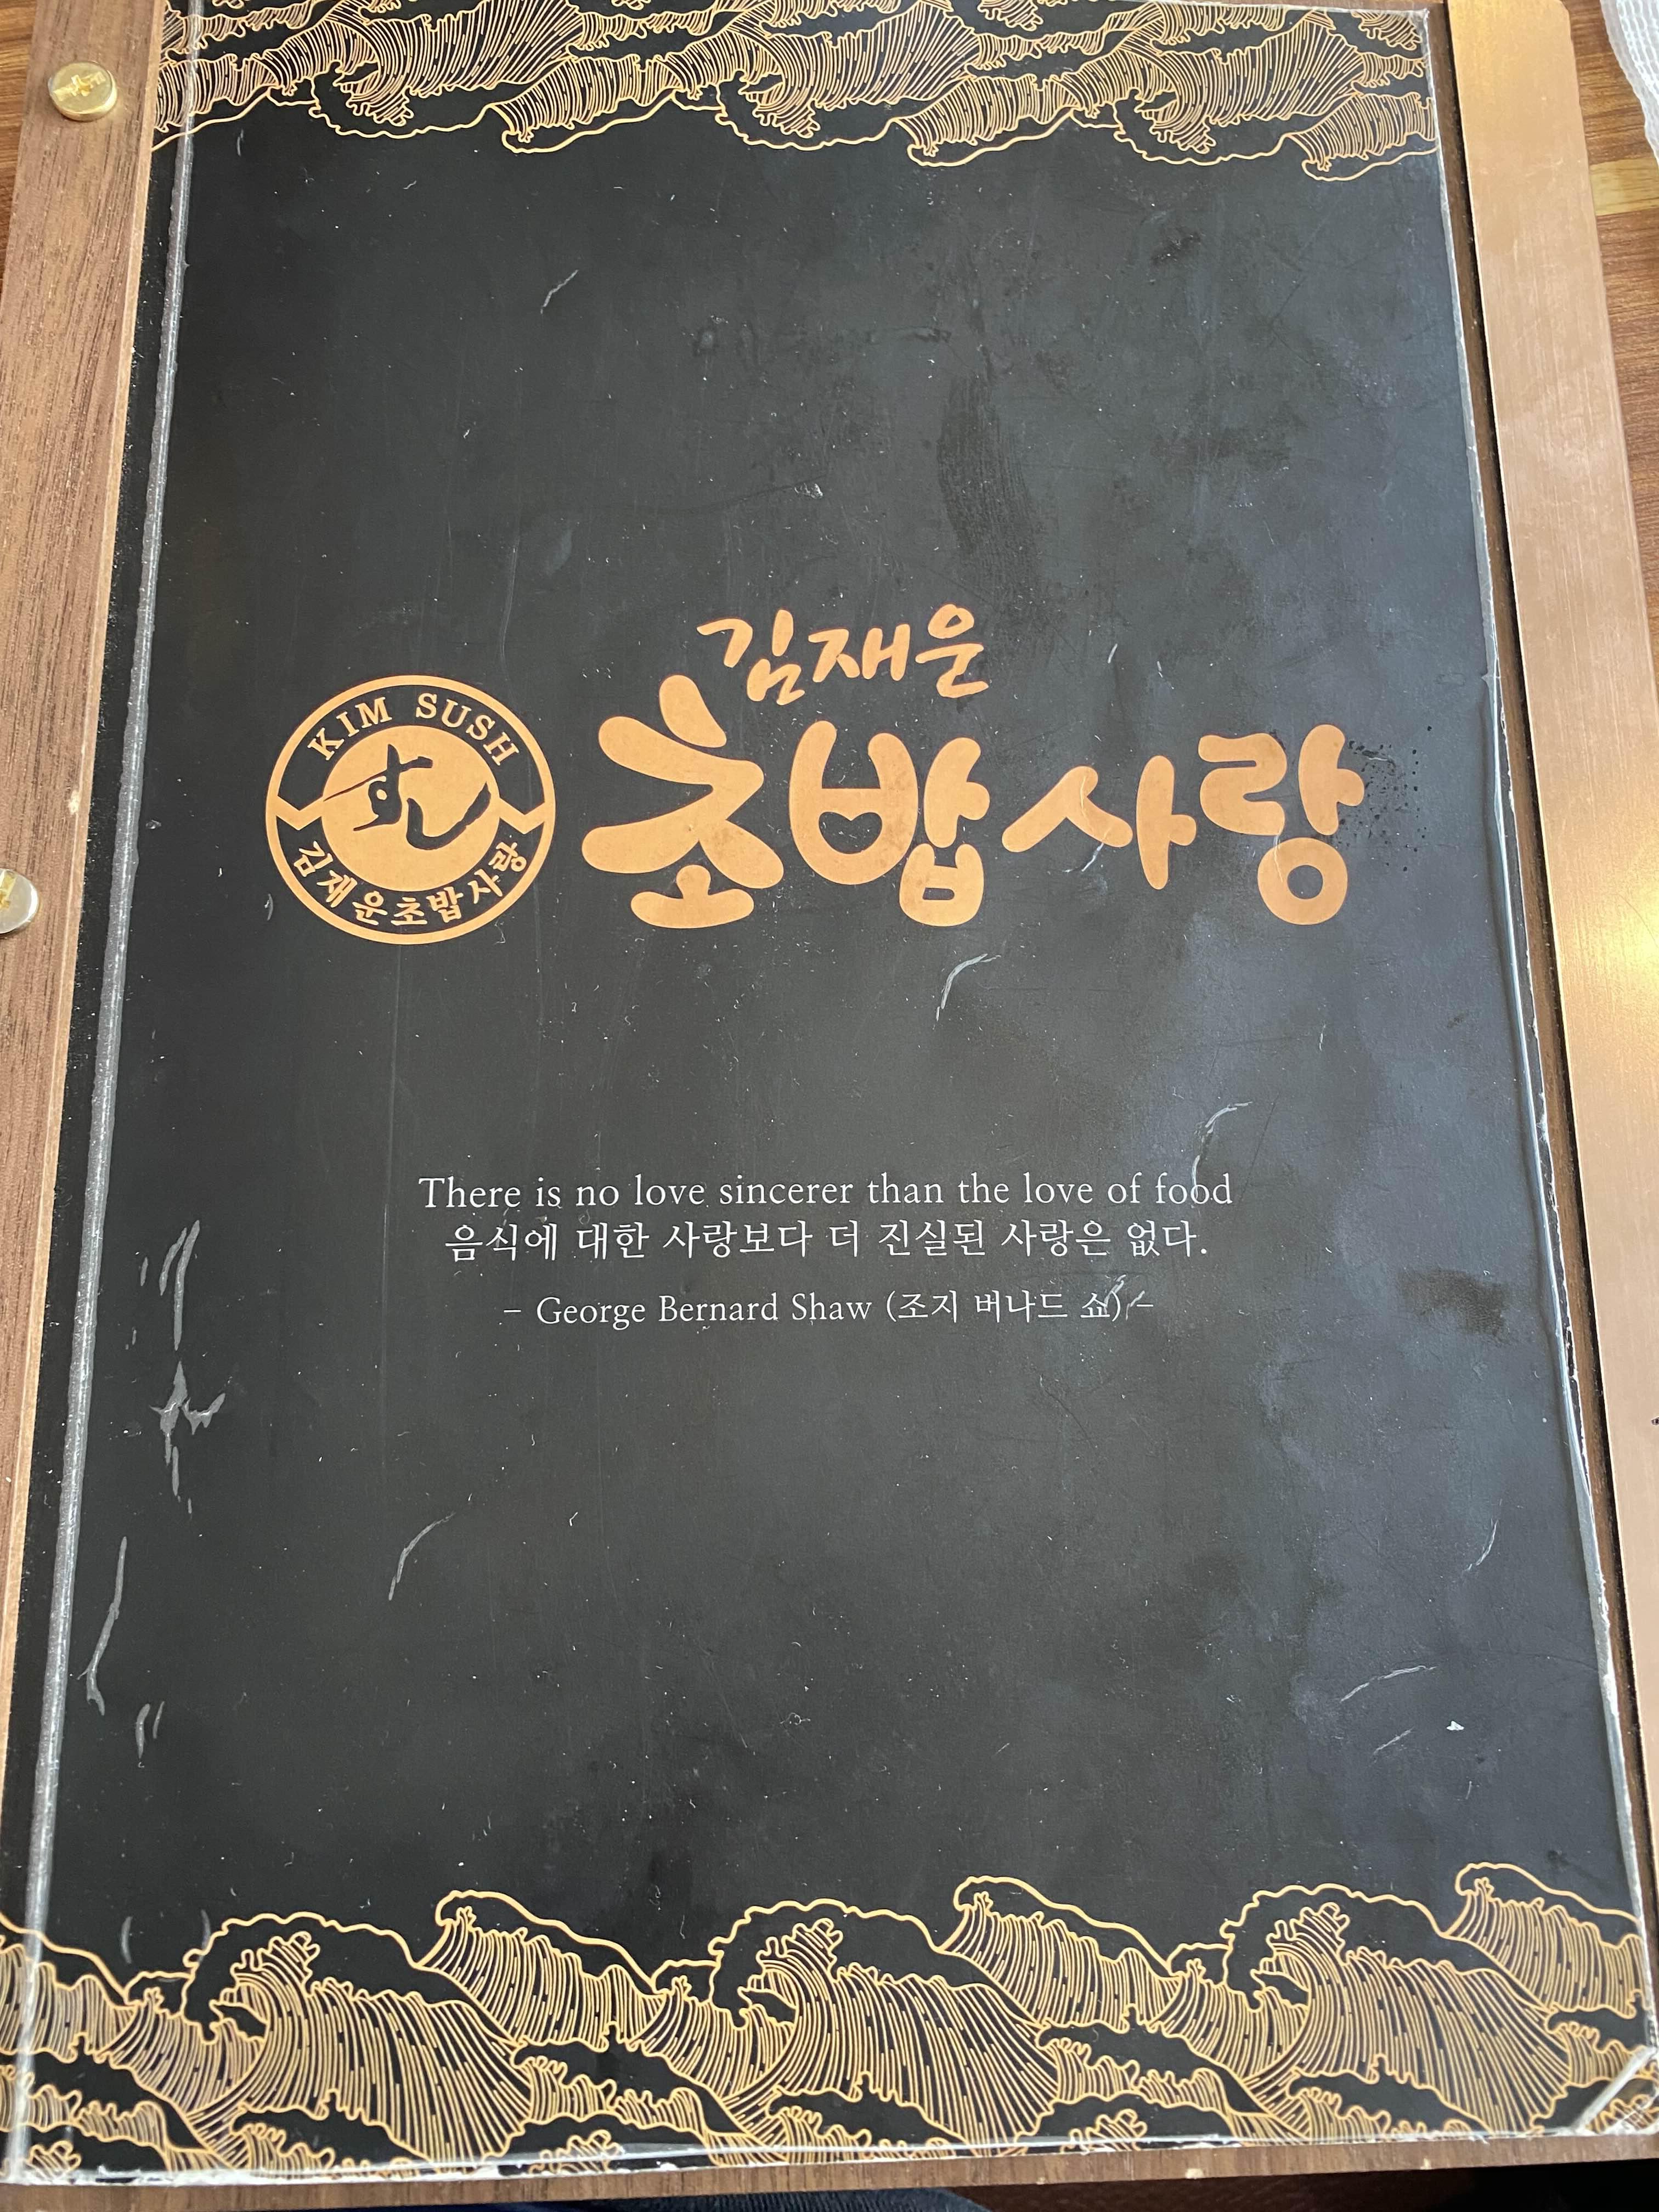 김재운
초밥사랑
KIM SUSH
김재운초밥사랑
There is no love sincerer than the love of food
음식에 대한 사랑보다 더 진실된 사랑은 없다.
- George Bernard Shaw (조지 버나드 쇼) -